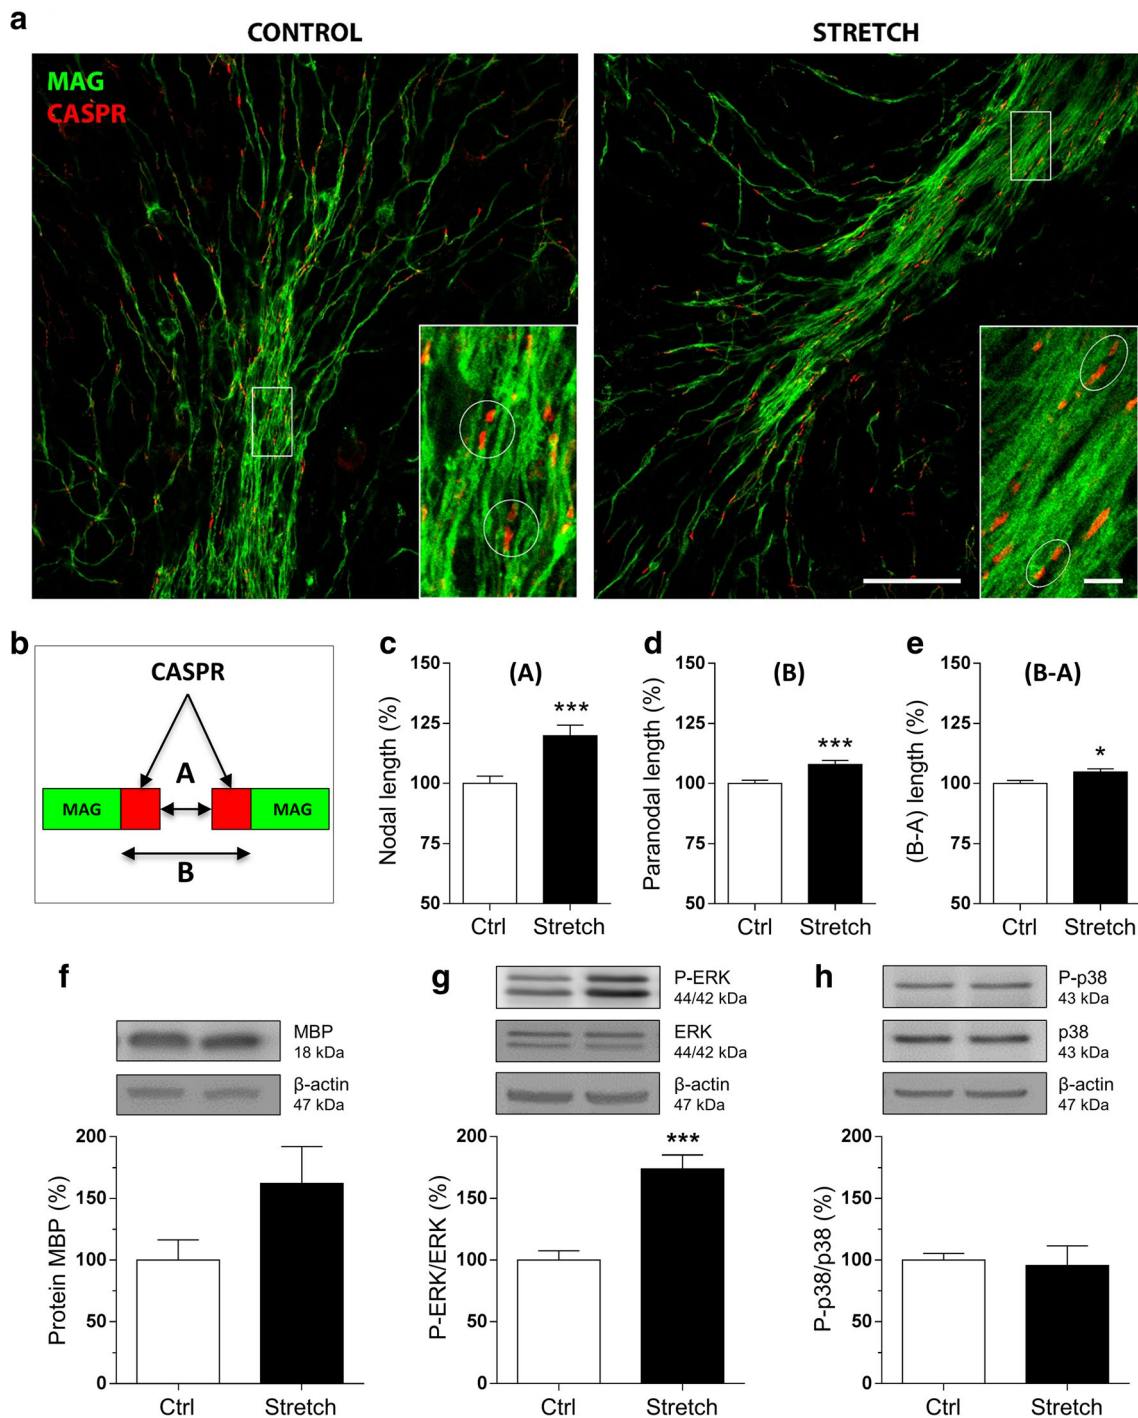 a
CONTROL
STRETCH
MAG
CASPR
b
CASPR
A
MAG
MAG
B
c
(A)
Nodal length (%)
150
125
100
75
50
***
Ctrl
Stretch
d
(B)
Paranodal length (%)
150
125
100
75
50
***
Ctrl
Stretch
e
(B-A)
(B-A) length (%)
150
125
100
75
50
*
Ctrl
Stretch
f
MBP
18 kDa
β-actin
47 kDa
Protein MBP (%)
200
150
100
50
0
Ctrl
Stretch
g
P-ERK
44/42 kDa
ERK
44/42 kDa
β-actin
47 kDa
P-ERK/ERK (%)
200
150
100
50
0
***
Ctrl
Stretch
h
P-p38
43 kDa
p38
43 kDa
β-actin
47 kDa
P-p38/p38 (%)
200
150
100
50
0
Ctrl
Stretch